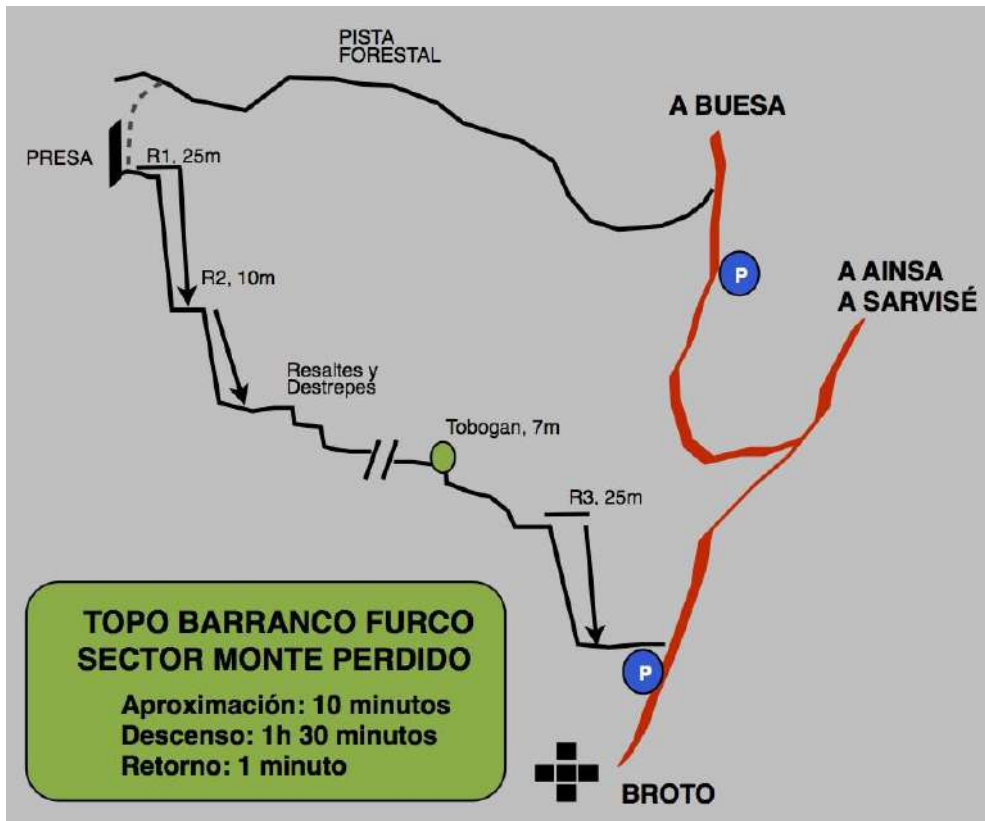 PISTA
FORESTAL
A BUESA
PRESA
R1, 25m
A AINSA
A SARVISÉ
P
R2, 10m
Resaltes y
Destrepes
Tobogan, 7m
R3, 25m
TOPO BARRANCO FURCO
SECTOR MONTE PERDIDO
Aproximación: 10 minutos
Descenso: 1h 30 minutos
Retorno: 1 minuto
P
BROTO